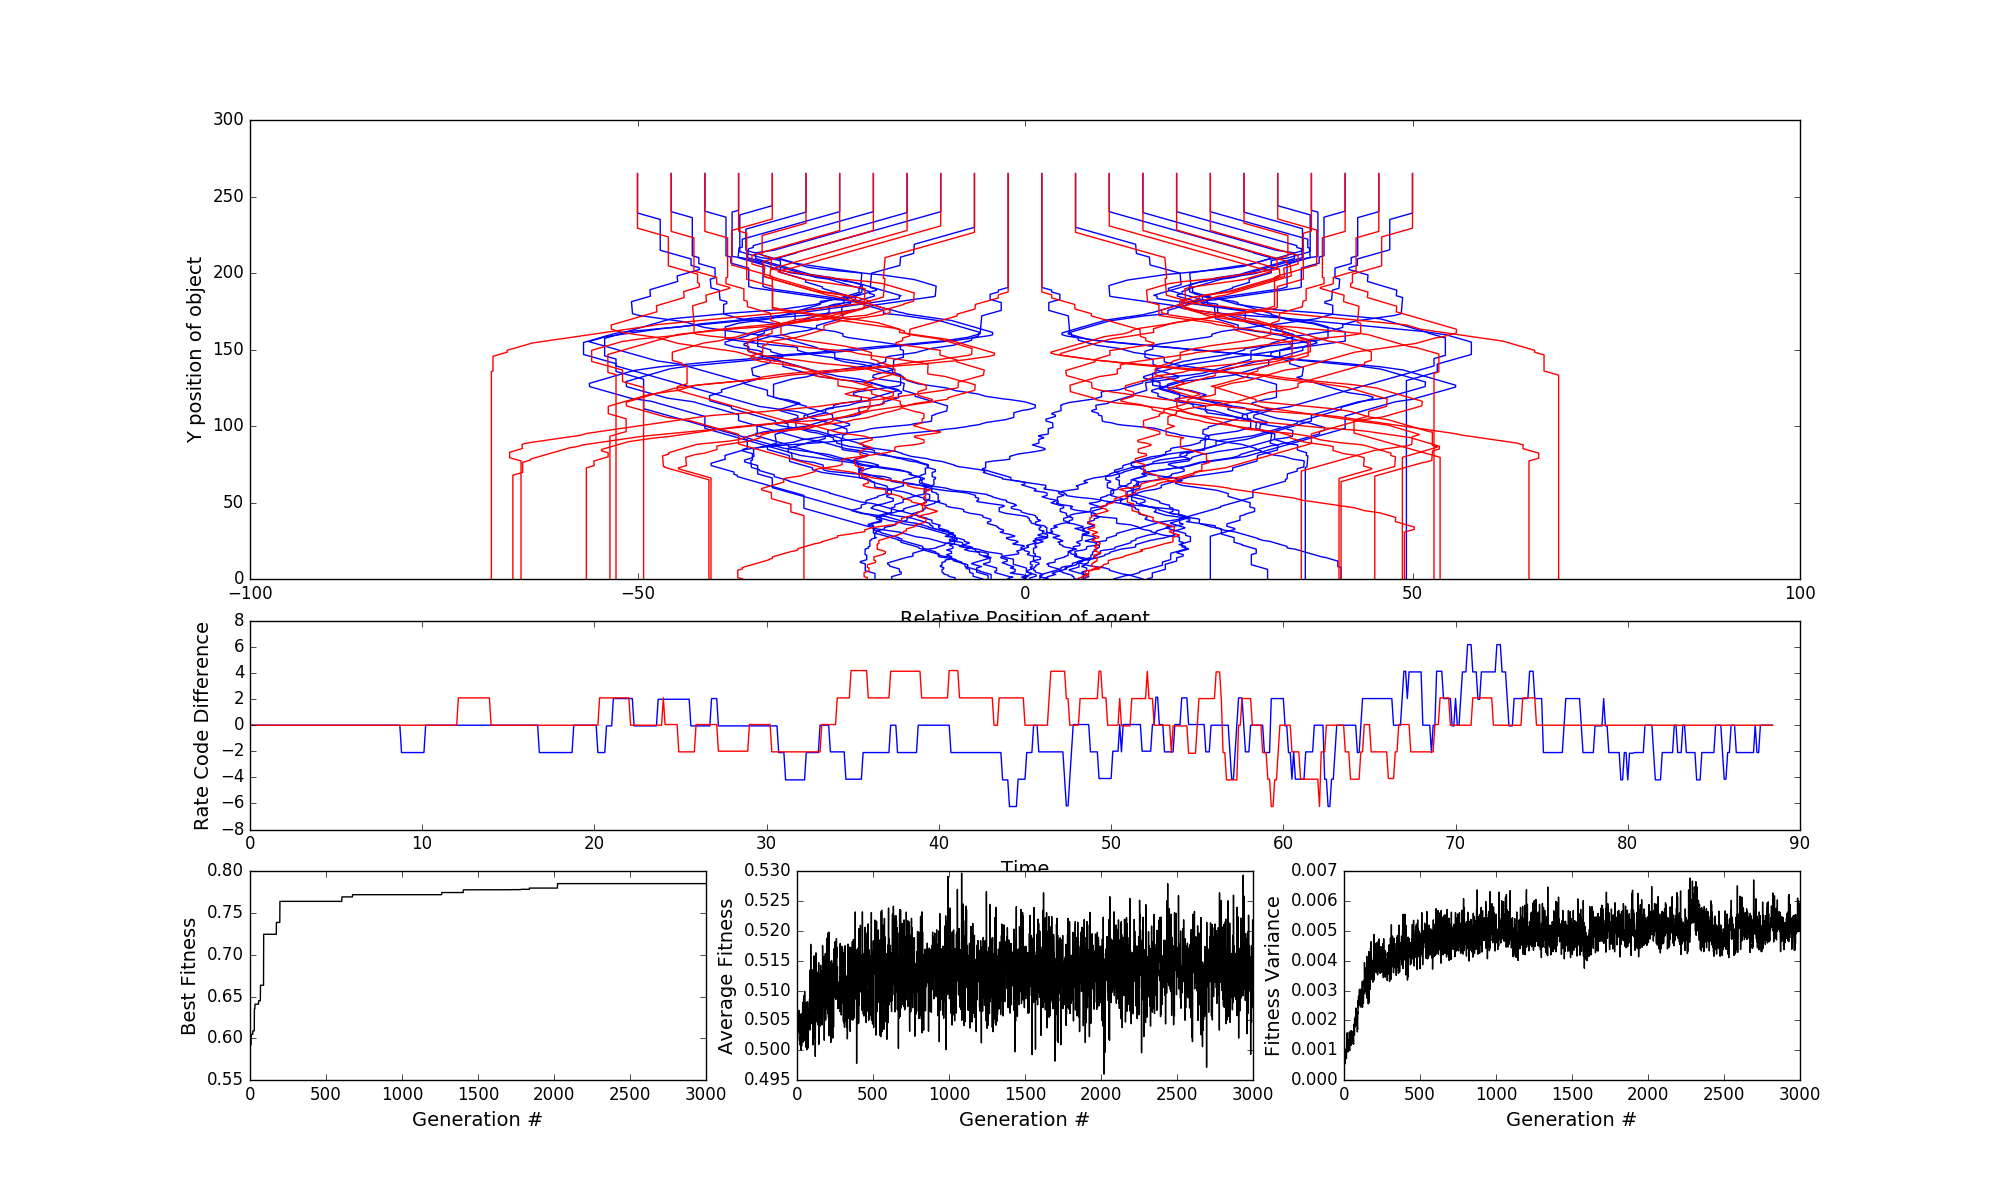 300
250
200
150
100
50
0
Y position of object
−100 −50 0 50 100
Relative Position of agent
8
6
4
2
0
−2
−4
−6
−8
Rate Code Difference
0 10 20 30 40 50 60 70 80 90
Time
0.80
0.75
0.70
0.65
0.60
0.55
Best Fitness
0 500 1000 1500 2000 2500 3000
Generation #
0.530
0.525
0.520
0.515
0.510
0.505
0.500
0.495
Average Fitness
0 500 1000 1500 2000 2500 3000
Generation #
0.007
0.006
0.005
0.004
0.003
0.002
0.001
0.000
Fitness Variance
0 500 1000 1500 2000 2500 3000
Generation #